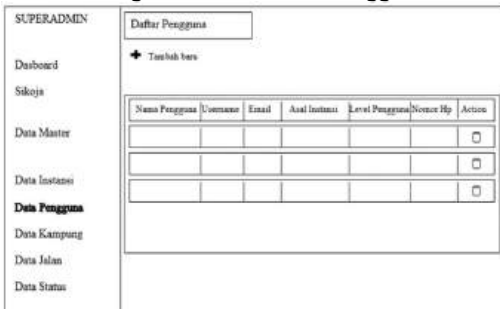 SUPERADMIN
Dasboard
Sikoja
Data Master
Data Instansi
Data Pengguna
Data Kampung
Data Jalan
Data Status
Daftar Pengguna
Tambah baru
Nama Pengguna Username Email Asal Instansi Level Pengguna Nomor Hp Action